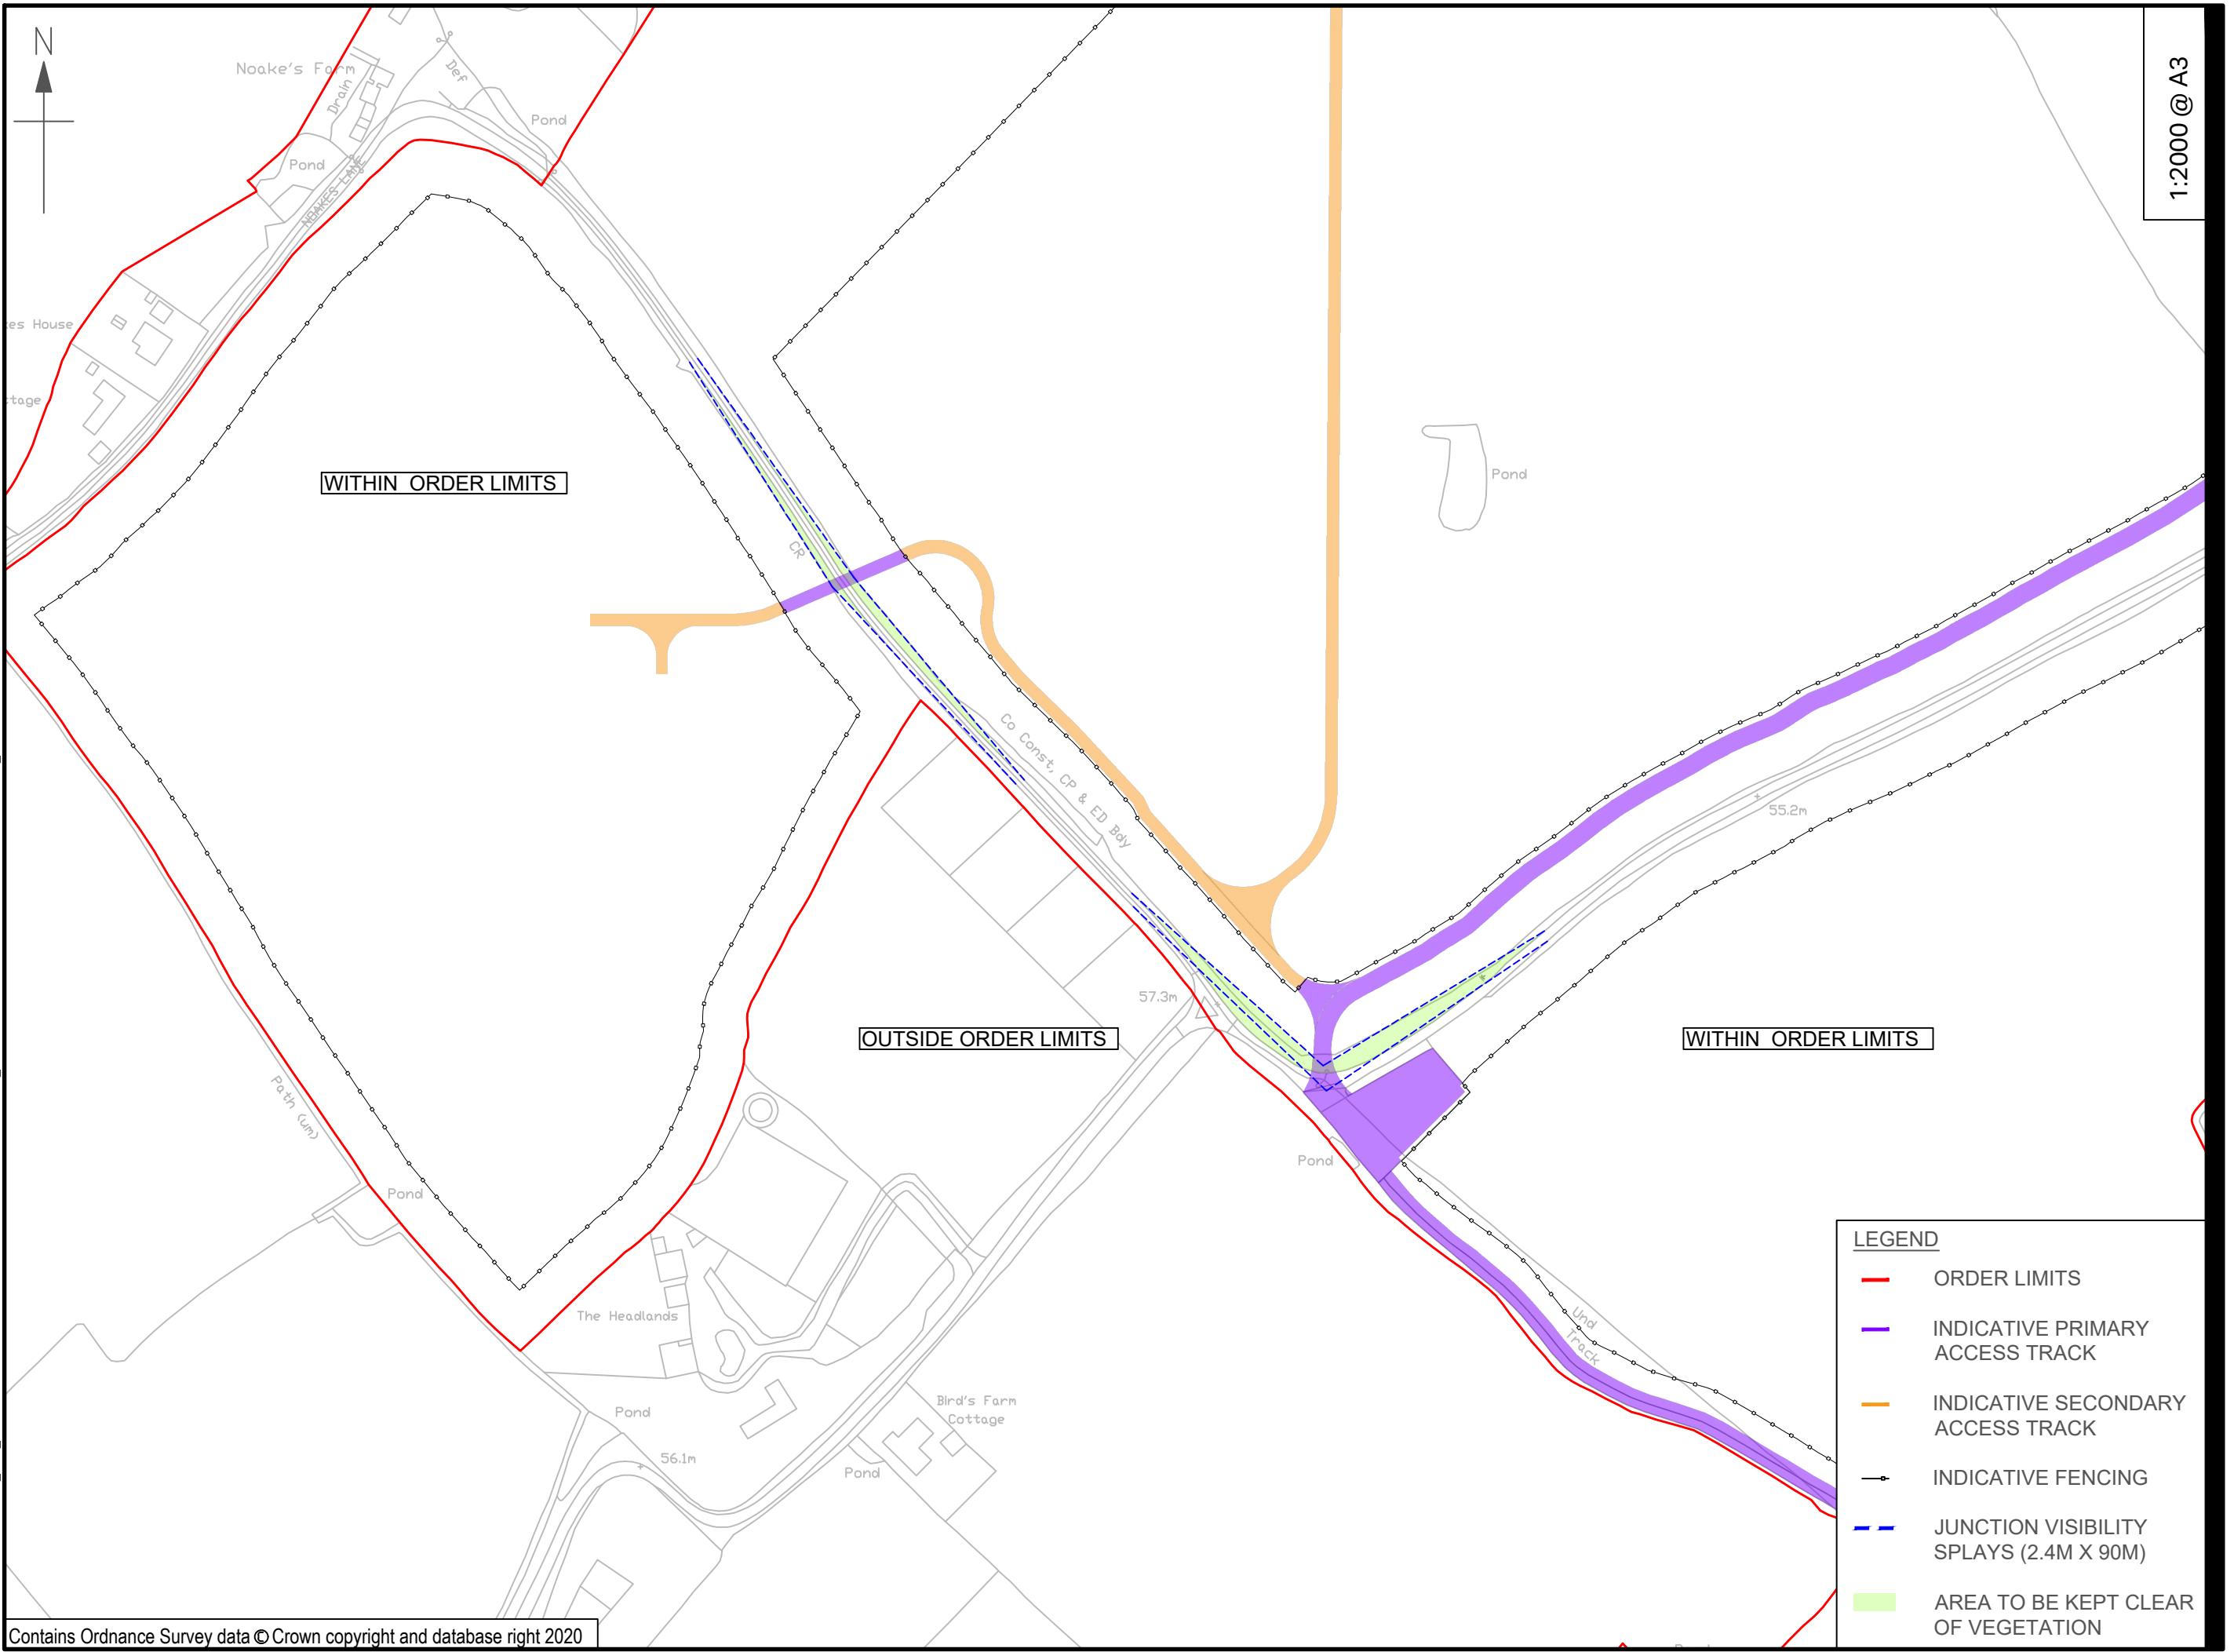 N
1:2000 @ A3
Noake's Farm
Drain
Def
Pond
Pond
NOAKES LANE
es House
tage
WITHIN  ORDER LIMITS
CR
Pond
Co Const, CP & ED Bdy
55.2m
57.3m
OUTSIDE ORDER LIMITS
WITHIN  ORDER LIMITS
Path (um)
Pond
Pond
The Headlands
Und
Track
Bird's Farm
Cottage
Pond
56.1m
Pond
LEGEND
ORDER LIMITS
INDICATIVE PRIMARY
ACCESS TRACK
INDICATIVE SECONDARY
ACCESS TRACK
INDICATIVE FENCING
JUNCTION VISIBILITY
SPLAYS (2.4M X 90M)
AREA TO BE KEPT CLEAR
OF VEGETATION
Contains Ordnance Survey data © Crown copyright and database right 2020